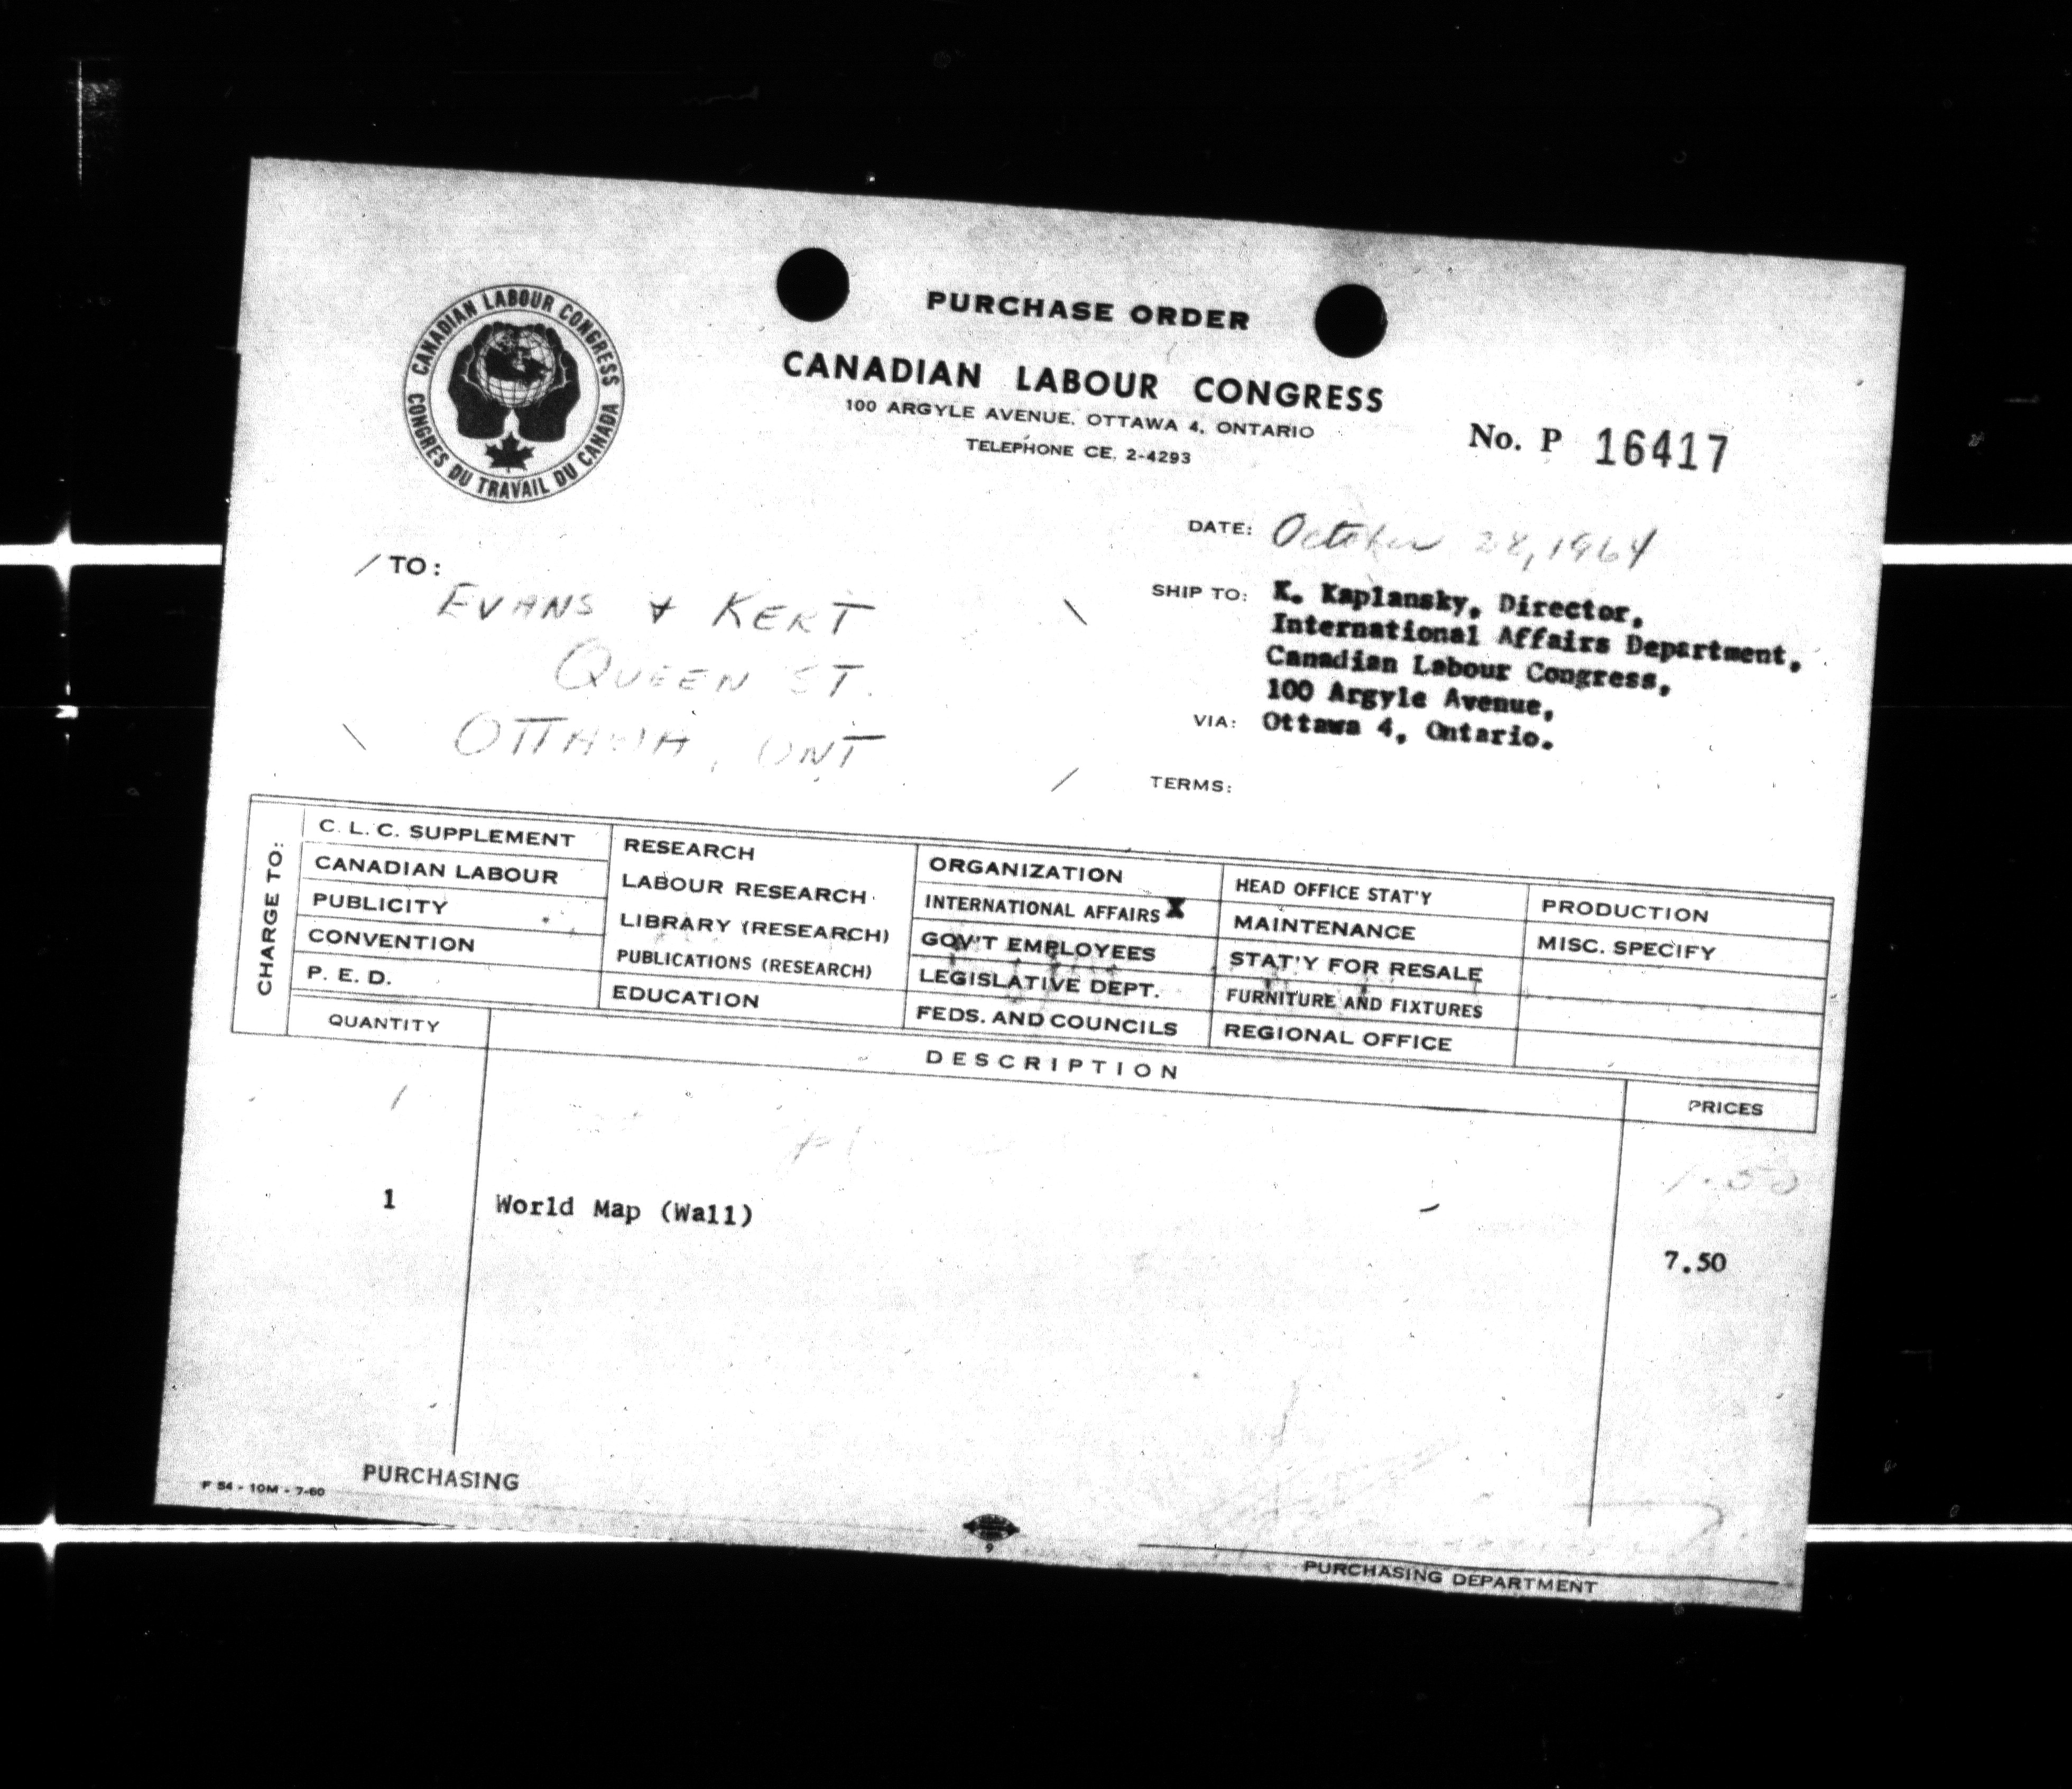 PURCHASE ORDER
CANADIAN LABOUR CONGRESS
CONGRES DU TRAVAIL DU CANADA
CANADIAN LABOUR CONGRESS
100 ARGYLE AVENUE, OTTAWA 4, ONTARIO
TELEPHONE CE. 2-4293
No. P 16417
DATE: October 28, 1964
TO:
EVANS & KERT
QUEEN ST.
OTTAWA, ONT
SHIP TO: K. Kaplansky, Director,
International Affairs Department,
Canadian Labour Congress,
100 Argyle Avenue,
VIA: Ottawa 4, Ontario.
TERMS:
CHARGE TO:
C. L. C. SUPPLEMENT
CANADIAN LABOUR
PUBLICITY
CONVENTION
P. E. D.
RESEARCH
LABOUR RESEARCH
LIBRARY (RESEARCH)
PUBLICATIONS (RESEARCH)
EDUCATION
ORGANIZATION
INTERNATIONAL AFFAIRS X
GOV'T EMPLOYEES
LEGISLATIVE DEPT.
FEDS. AND COUNCILS
HEAD OFFICE STAT'Y
MAINTENANCE
STAT'Y FOR RESALE
FURNITURE AND FIXTURES
REGIONAL OFFICE
PRODUCTION
MISC. SPECIFY
QUANTITY DESCRIPTION PRICES
1
1 World Map (Wall)
7.50
PURCHASING
F 54 - 10M - 7-60
9
PURCHASING DEPARTMENT